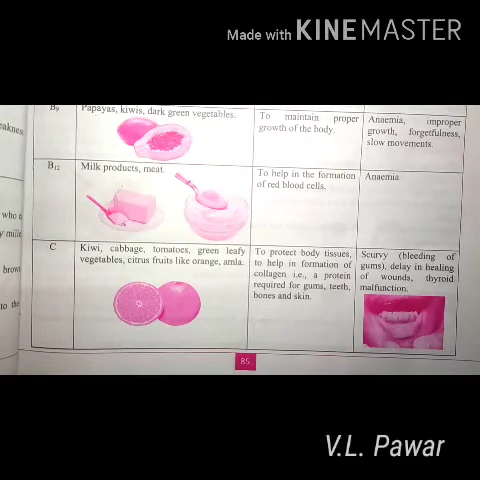 Made with KINEMASTER
B9 Papayas, kiwis, dark green vegetables. To maintain proper Anaemia, improper
growth of the body. growth, forgetfulness,
slow movements.
B12 Milk products, meat. To help in the formation Anaemia
of red blood cells.
who
brown
to the
C Kiwi, cabbage, tomatoes, green leafy To protect body tissues, Scurvy (bleeding of
vegetables, citrus fruits like orange, amla. to help in formation of gums), delay in healing
collagen i.e., a protein of wounds, thyroid
required for gums, teeth, malfunction.
bones and skin.
85
V.L. Pawar